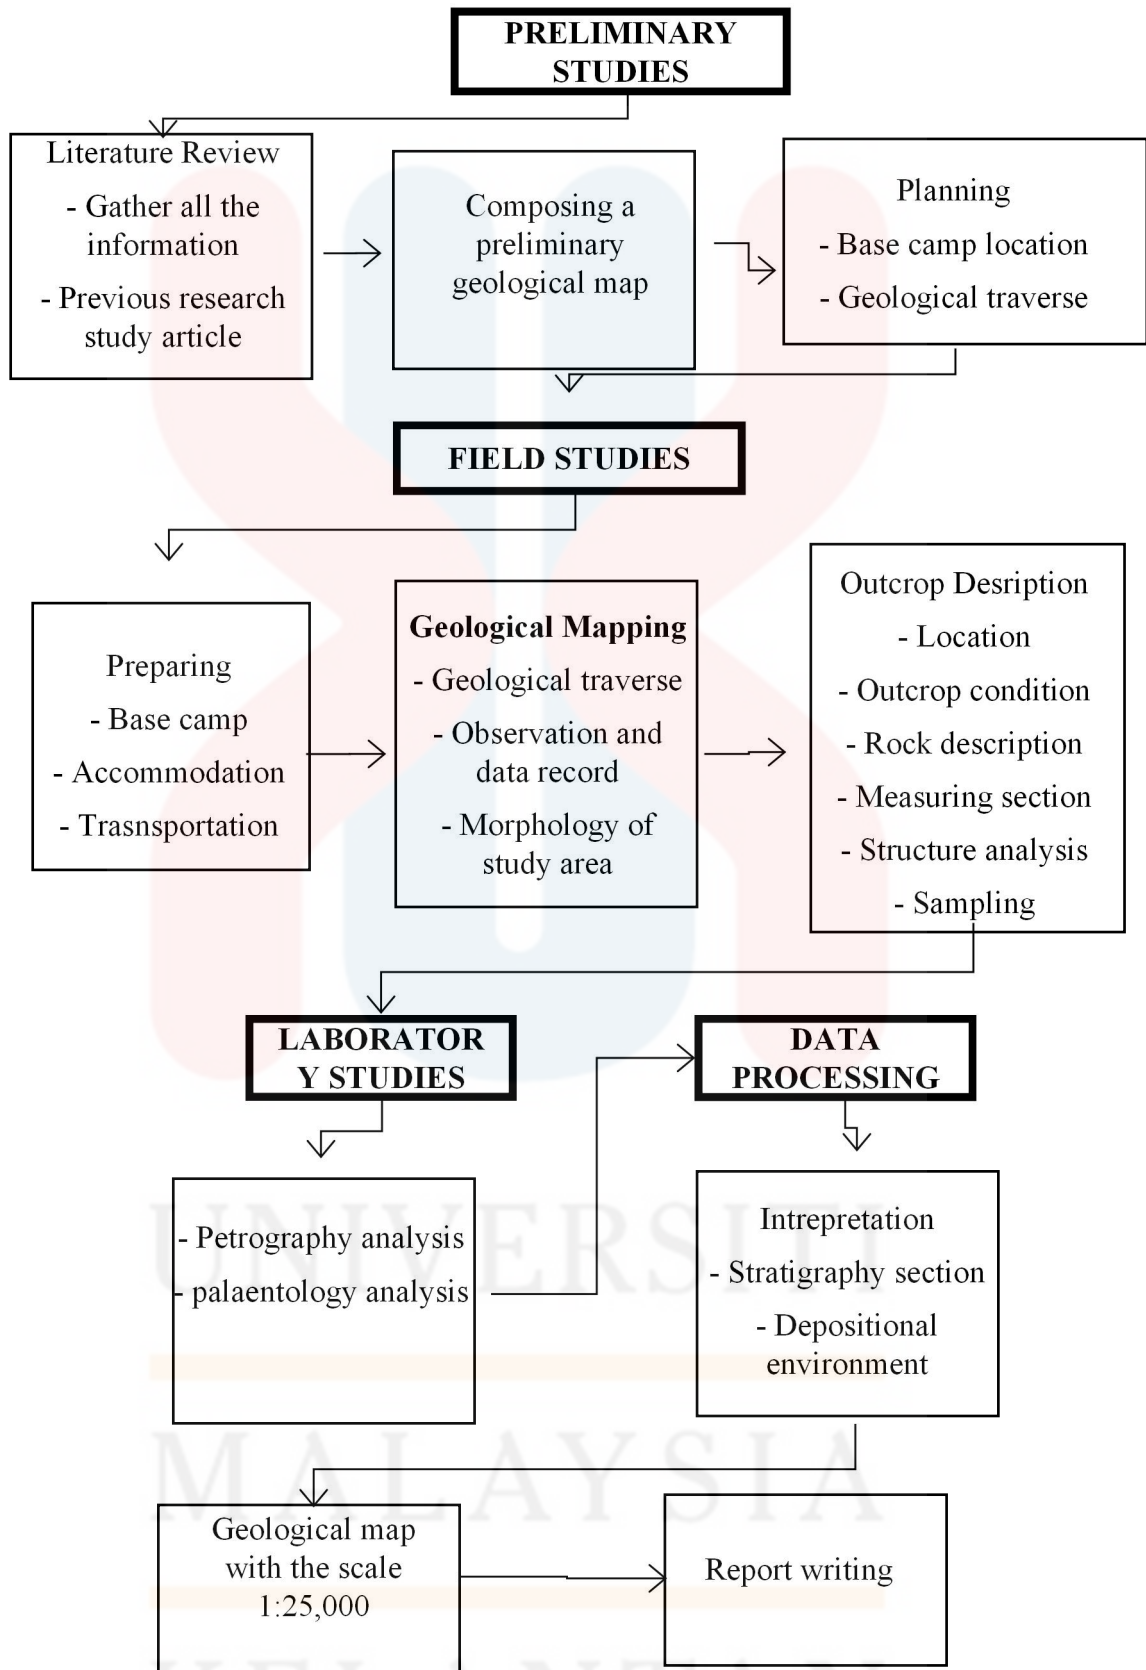 PRELIMINARY
STUDIES
Literature Review
- Gather all the
information
- Previous research
study article
Composing a
preliminary
geological map
Planning
- Base camp location
- Geological traverse
FIELD STUDIES
Preparing
- Base camp
- Accommodation
- Trasnsportation
Geological Mapping
- Geological traverse
- Observation and
data record
- Morphology of
study area
Outcrop Desription
- Location
- Outcrop condition
- Rock description
- Measuring section
- Structure analysis
- Sampling
LABORATOR
Y STUDIES
DATA
PROCESSING
- Petrography analysis
- palaentology analysis
Intrepretation
- Stratigraphy section
- Depositional
environment
Geological map
with the scale
1:25,000
Report writing
UNIVERSITI
MALAYSIA
KELANTAN